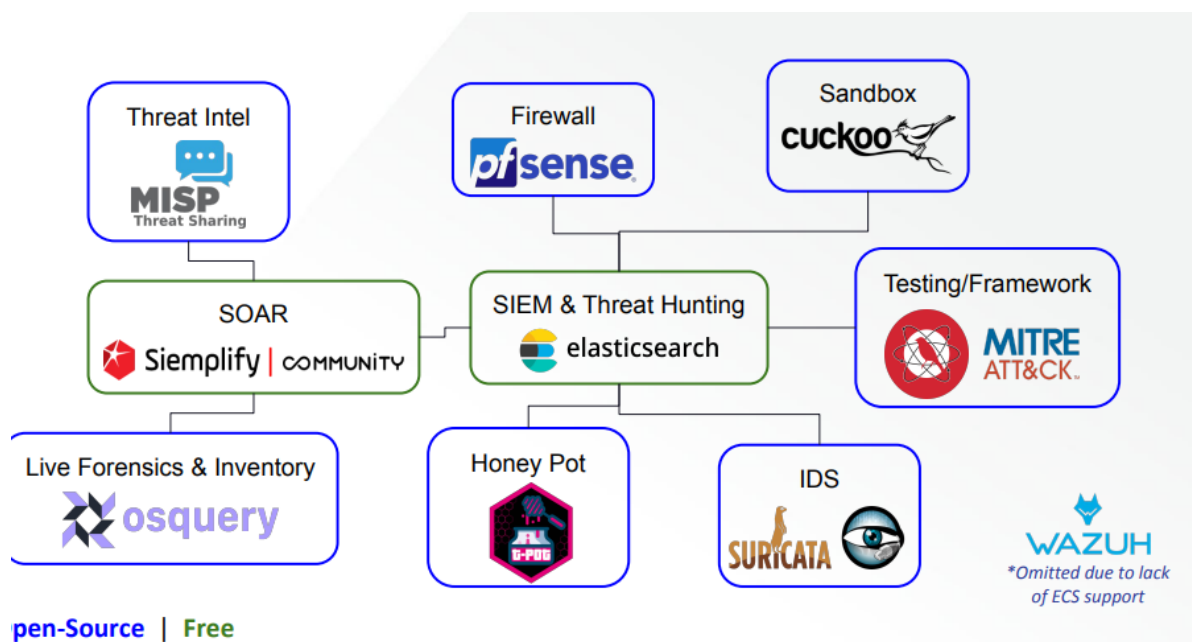 Threat Intel
MISP
Threat Sharing
Firewall
pfsense
Sandbox
cuckoo
SOAR
Siemplify | COMMUNITY
SIEM & Threat Hunting
elasticsearch
Testing/Framework
MITRE
ATT&CK™
Live Forensics & Inventory
osquery
Honey Pot
T-POT
IDS
SURICATA
WAZUH
*Omitted due to lack
of ECS support
pen-Source | Free